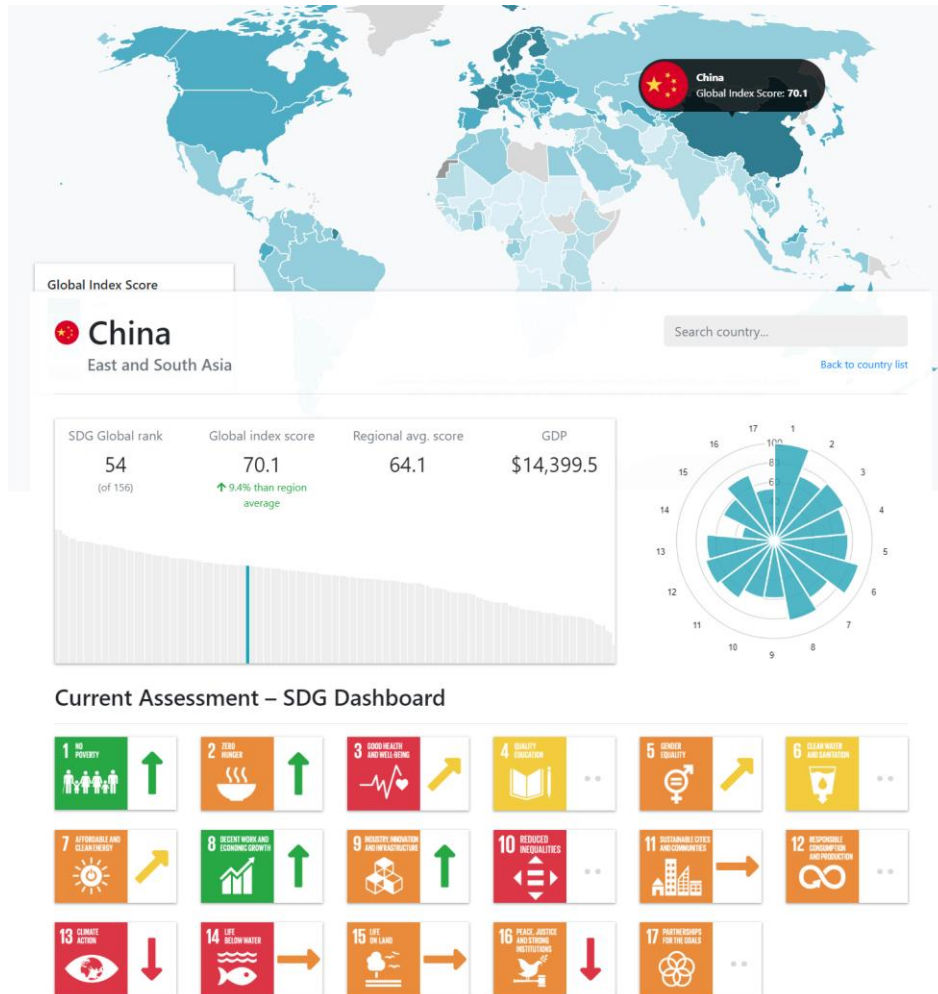 China
Global Index Score: 70.1
Global Index Score
China
East and South Asia
Search country...
Back to country list
SDG Global rank
Global index score
Regional avg. score
GDP
54
70.1
64.1
$14,399.5
(of 156)
9.4% than region
average
17
1
2
3
4
5
6
7
8
9
10
11
12
13
14
15
16
100
80
60
Current Assessment – SDG Dashboard
1 NO
POVERTY
2 ZERO
HUNGER
3 GOOD HEALTH
AND WELL-BEING
4 QUALITY
EDUCATION
5 GENDER
EQUALITY
6 CLEAN WATER
AND SANITATION
7 AFFORDABLE AND
CLEAN ENERGY
8 DECENT WORK AND
ECONOMIC GROWTH
9 INDUSTRY, INNOVATION
AND INFRASTRUCTURE
10 REDUCED
INEQUALITIES
11 SUSTAINABLE CITIES
AND COMMUNITIES
12 RESPONSIBLE
CONSUMPTION
AND PRODUCTION
13 CLIMATE
ACTION
14 LIFE
BELOW WATER
15 LIFE
ON LAND
16 PEACE, JUSTICE
AND STRONG
INSTITUTIONS
17 PARTNERSHIPS
FOR THE GOALS